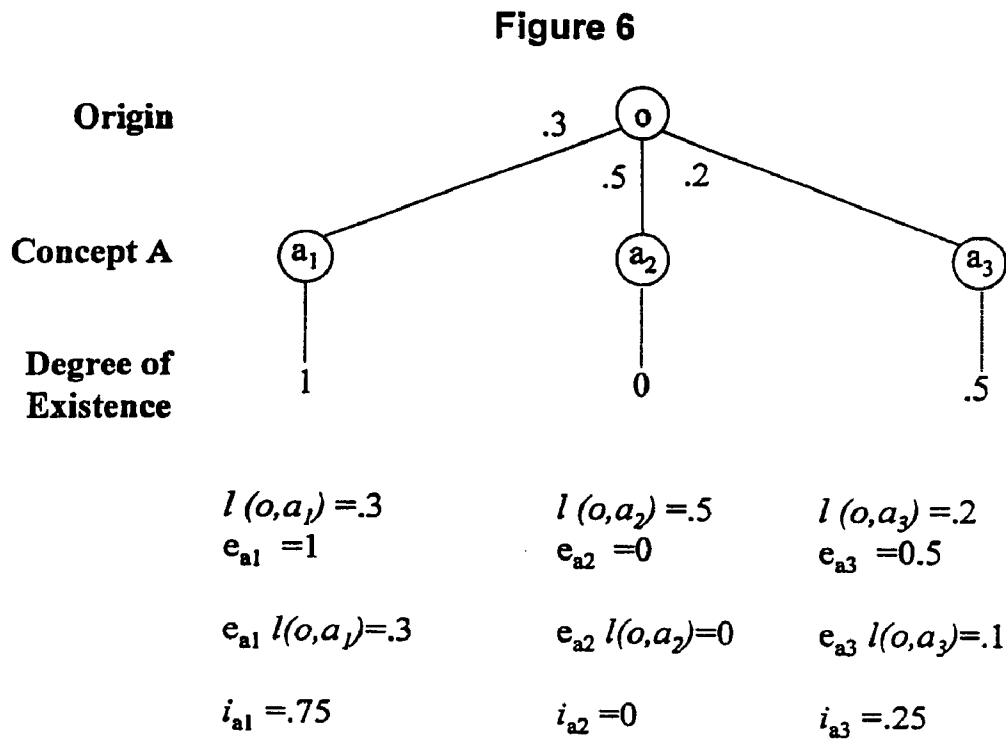 Figure 6
Origin
o
.3
.5
.2
Concept A
a₁
a₂
a₃
Degree of
Existence
1
0
.5
l (o,a₁) =.3
l (o,a₂) =.5
l (o,a₃) =.2
eₐ₁ =1
eₐ₂ =0
eₐ₃ =0.5
eₐ₁ l(o,a₁)=.3
eₐ₂ l(o,a₂)=0
eₐ₃ l(o,a₃)=.1
iₐ₁ =.75
iₐ₂ =0
iₐ₃ =.25